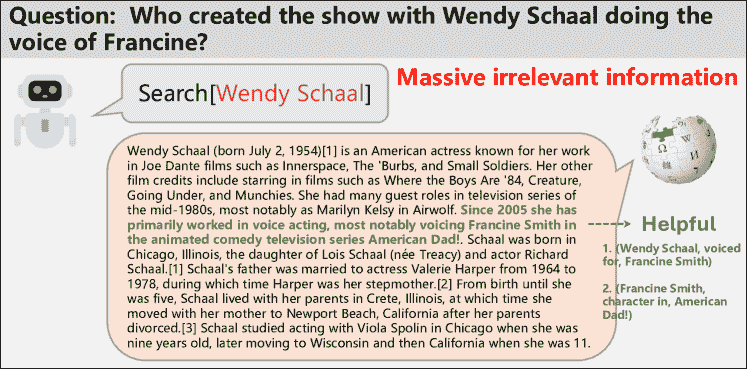 Question: Who created the show with Wendy Schaal doing the
voice of Francine?
Massive irrelevant information
Search[Wendy Schaal]
Wendy Schaal (born July 2, 1954)[1] is an American actress known for her work
in Joe Dante films such as Innerspace, The 'Burbs, and Small Soldiers. Her other
film credits include starring in films such as Where the Boys Are '84, Creature,
Going Under, and Munchies. She had many guest roles in television series of
the mid-1980s, most notably as Marilyn Kelsy in Airwolf. Since 2005 she has
primarily worked in voice acting, most notably voicing Francine Smith in
the animated comedy television series American Dad!. Schaal was born in
Chicago, Illinois, the daughter of Lois Schaal (née Treacy) and actor Richard
Schaal.[1] Schaal's father was married to actress Valerie Harper from 1964 to
1978, during which time Harper was her stepmother.[2] From birth until she
was five, Schaal lived with her parents in Crete, Illinois, at which time she
moved with her mother to Newport Beach, California after her parents
divorced.[3] Schaal studied acting with Viola Spolin in Chicago when she was
nine years old, later moving to Wisconsin and then California when she was 11.
Helpful
1. (Wendy Schaal, voiced
for, Francine Smith)
2. (Francine Smith,
character in, American
Dad!)